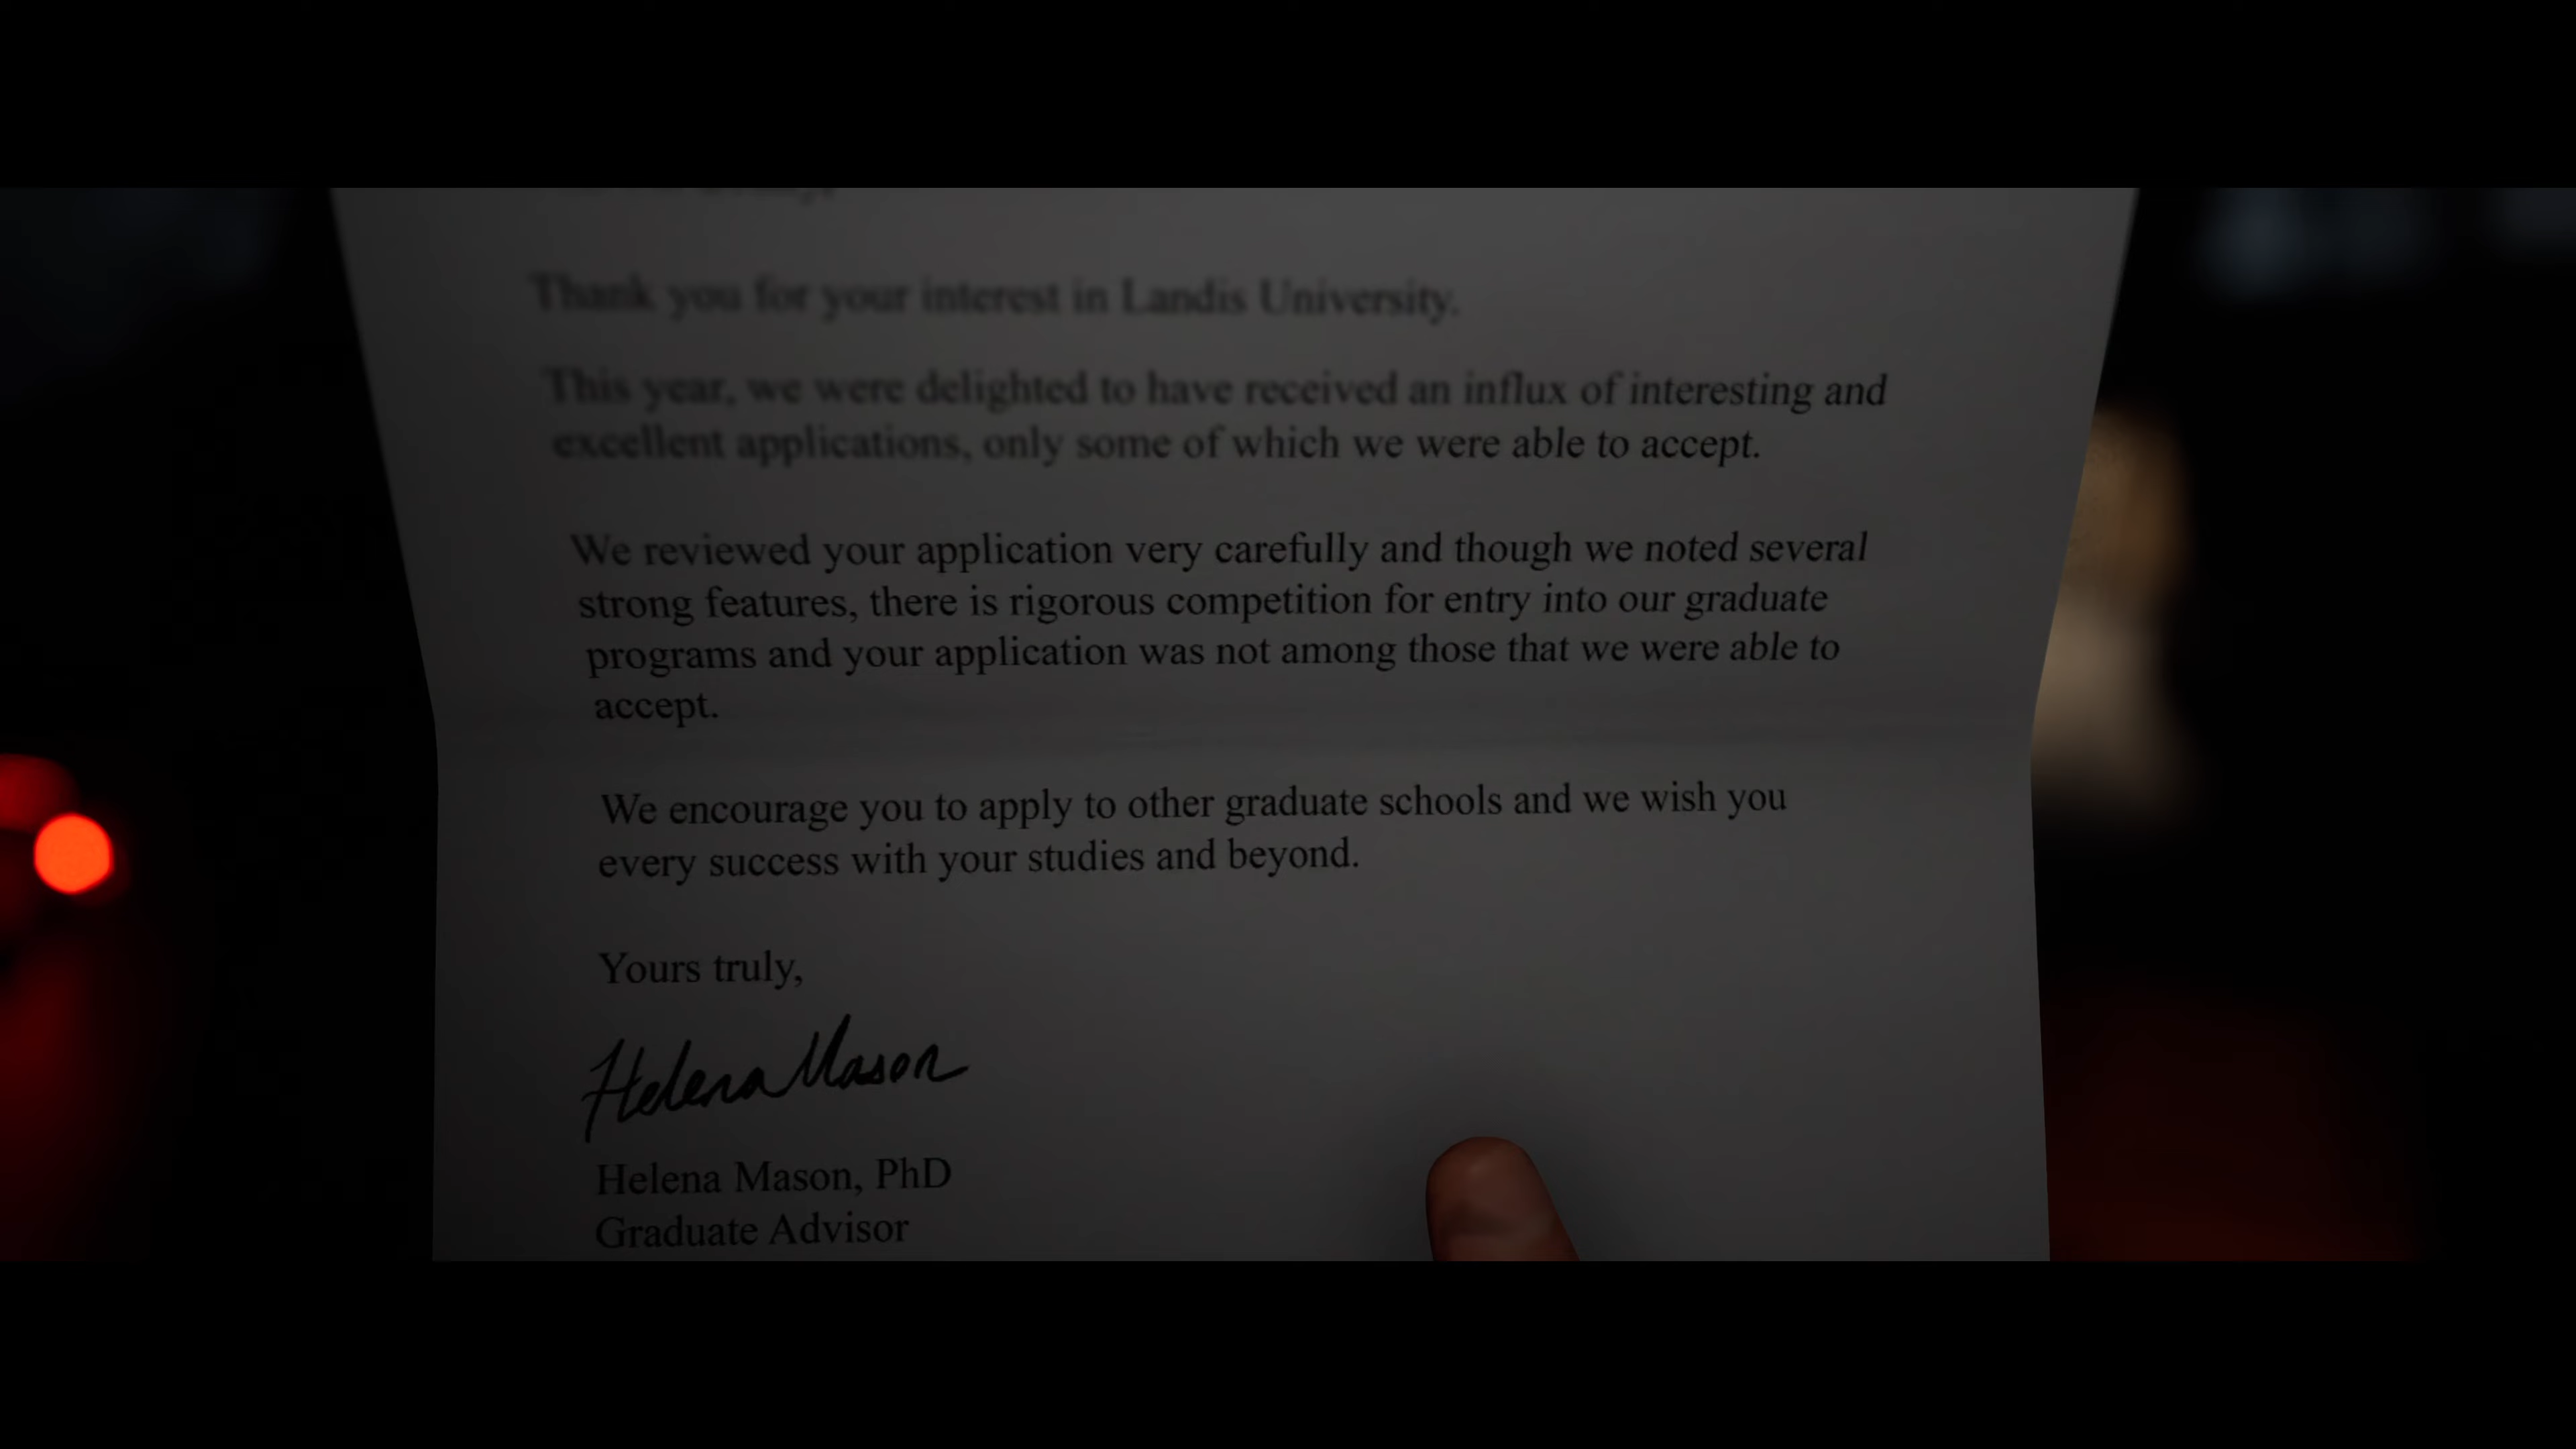 Thank you for your interest in Landis University.
This year, we were delighted to have received an influx of interesting and
excellent applications, only some of which we were able to accept.
We reviewed your application very carefully and though we noted several
strong features, there is rigorous competition for entry into our graduate
programs and your application was not among those that we were able to
accept.
We encourage you to apply to other graduate schools and we wish you
every success with your studies and beyond.
Yours truly,
Helena Mason
Helena Mason, PhD
Graduate Advisor